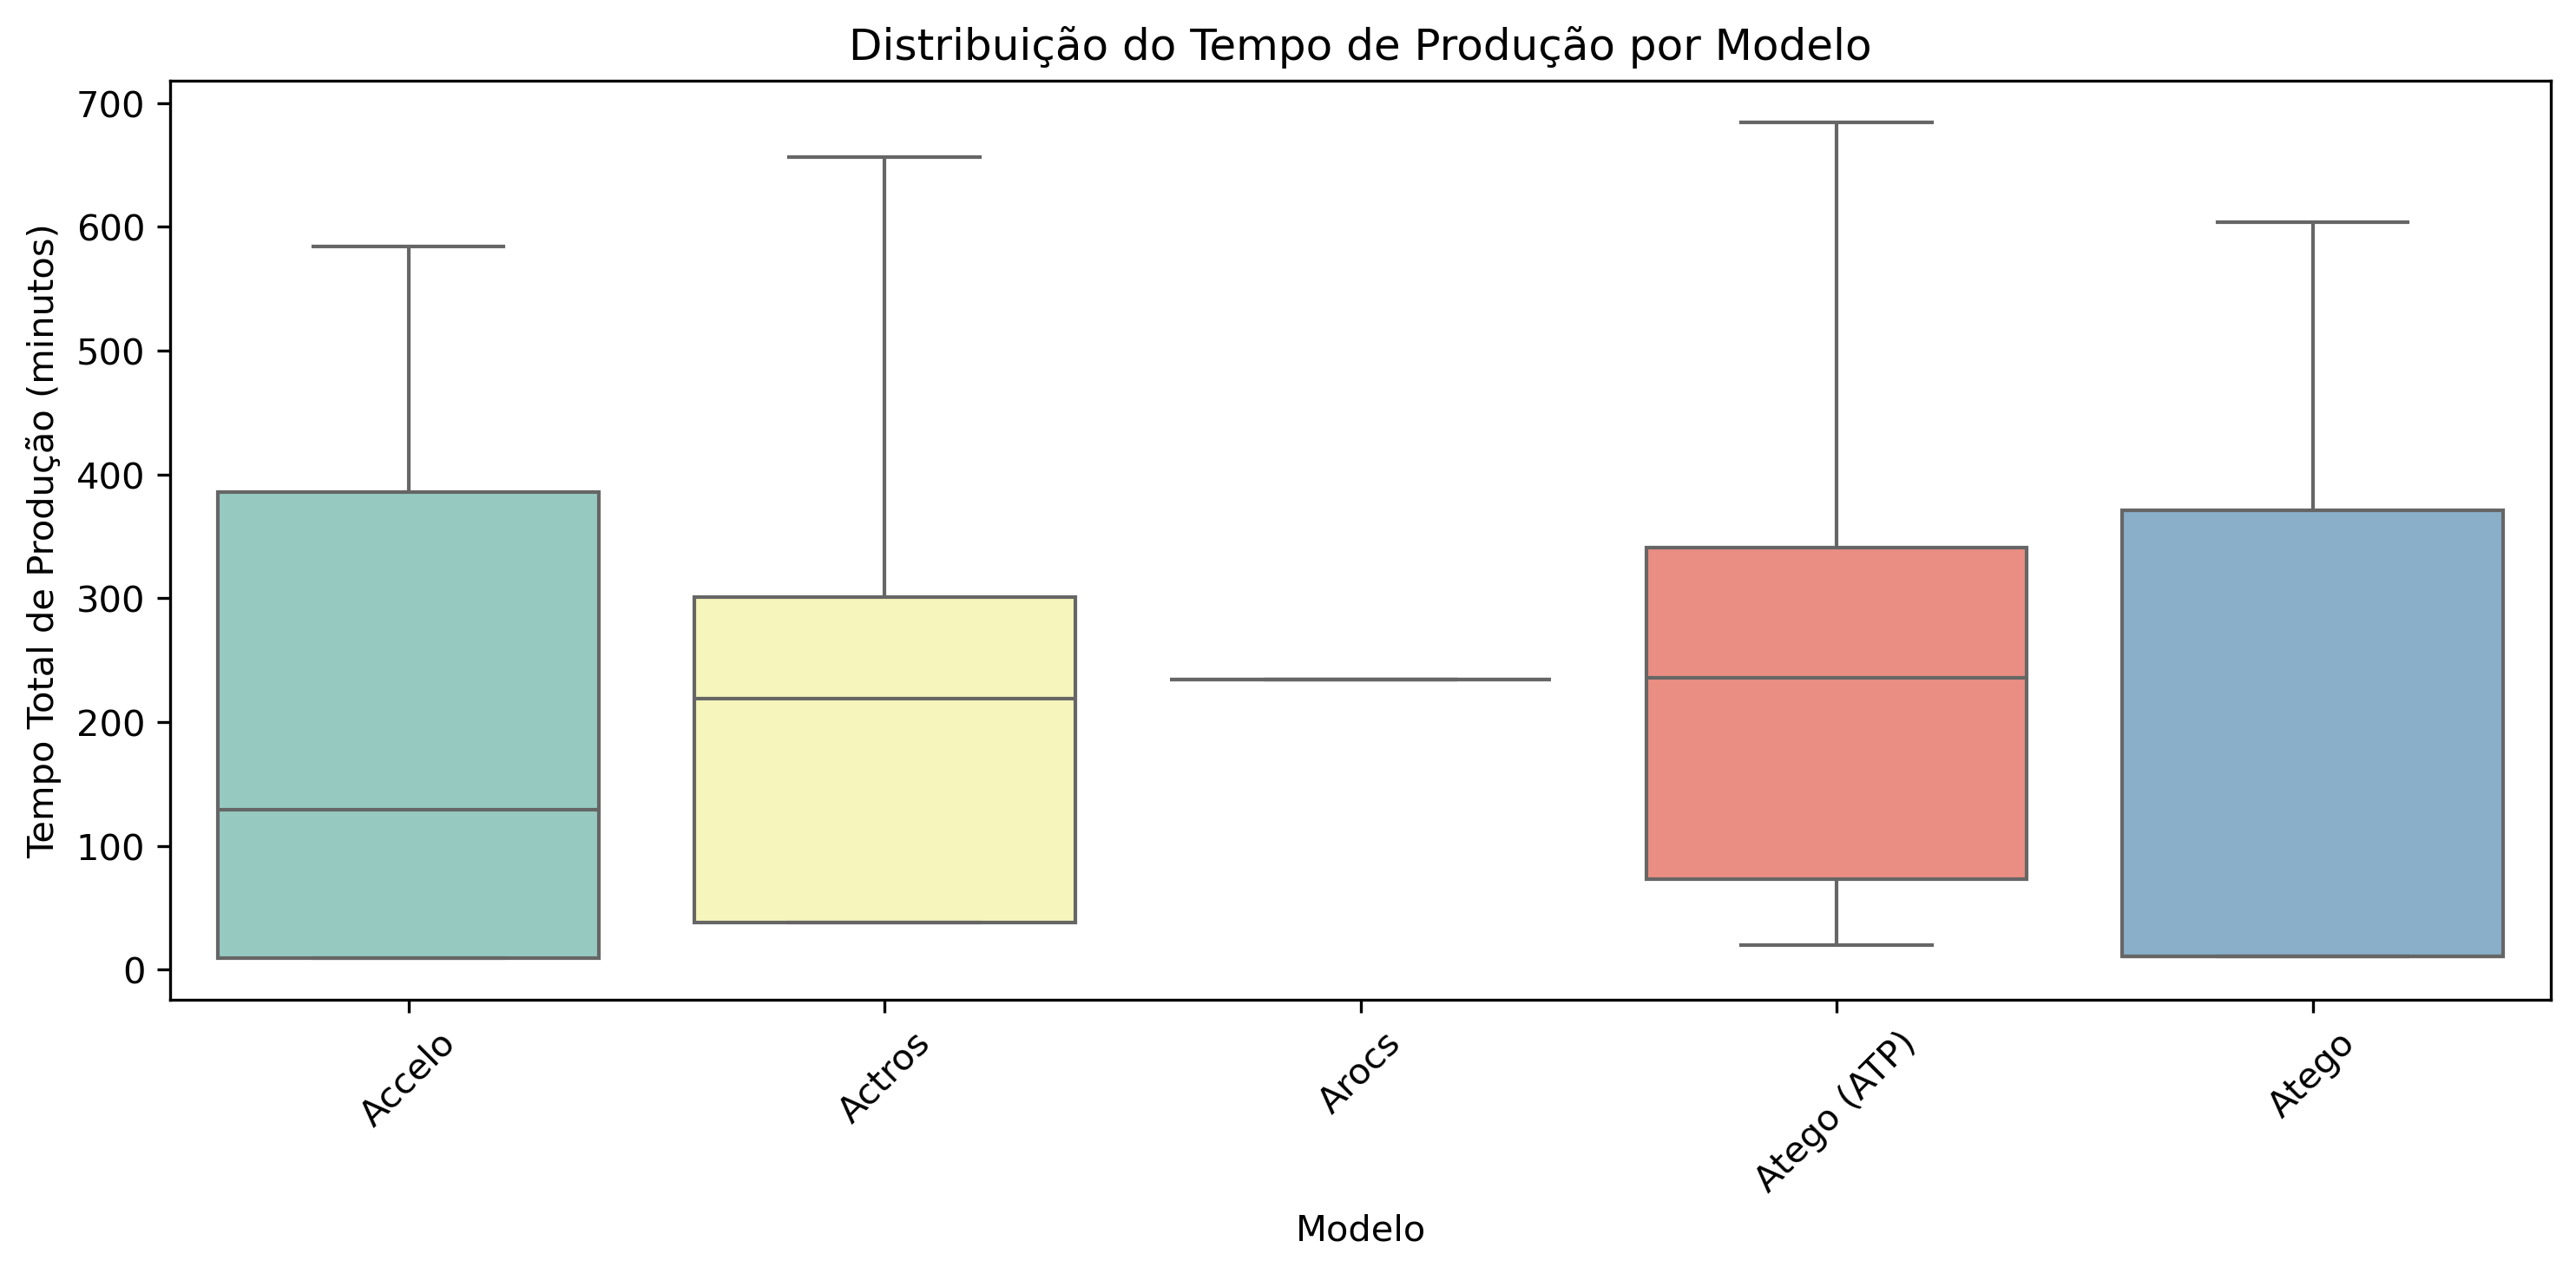 Distribuição do Tempo de Produção por Modelo
Tempo Total de Produção (minutos)
700
600
500
400
300
200
100
0
Accelo
Actros
Arocs
Atego (ATP)
Atego
Modelo